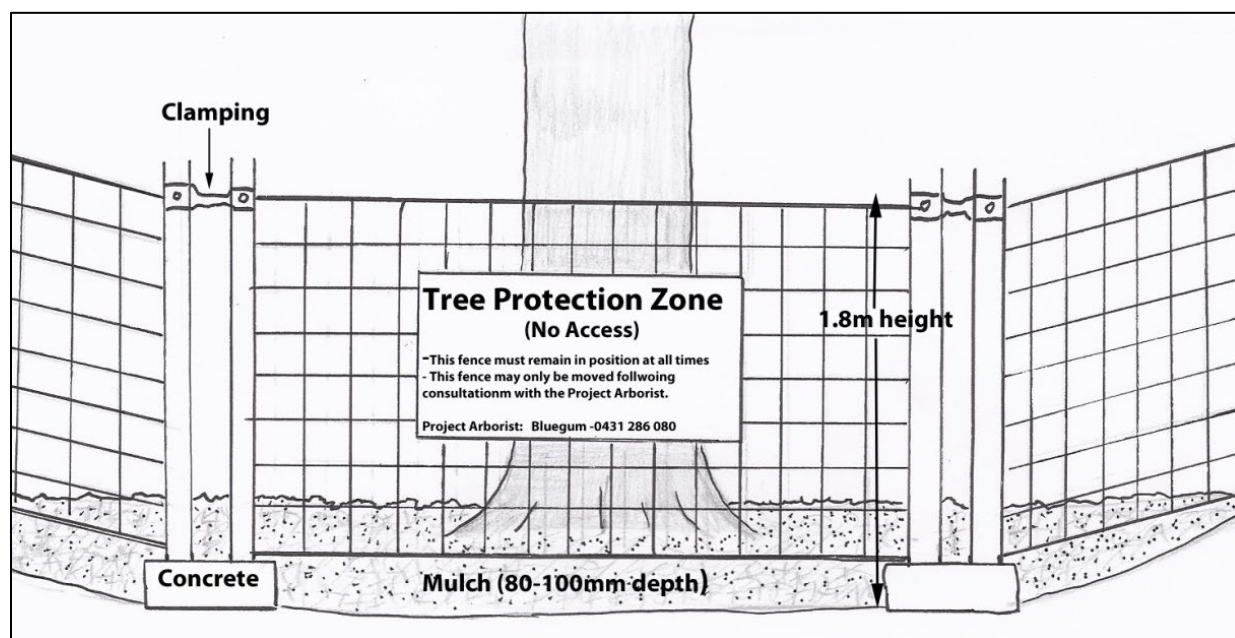 Clamping
Tree Protection Zone
(No Access)
-This fence must remain in position at all times
- This fence may only be moved follwoing
consultationm with the Project Arborist.
Project Arborist: Bluegum -0431 286 080
1.8m height
Concrete
Mulch (80-100mm depth)